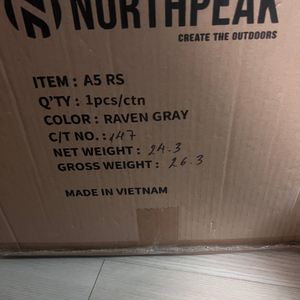 NORTHPEAK
CREATE THE OUTDOORS
ITEM : A5 RS
Q'TY : 1pcs/ctn
COLOR : RAVEN GRAY
C/T NO. : 147
NET WEIGHT : 24.3
GROSS WEIGHT : 26.3
MADE IN VIETNAM